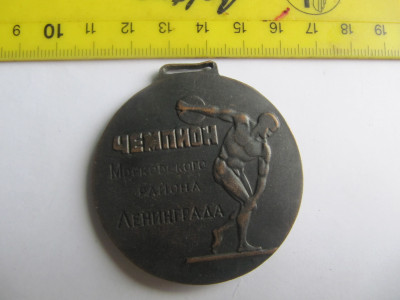 9 10 11 12 13 14 15 16 17 18 19
ЧЕМПИОН
Московского
района
Ленинграда